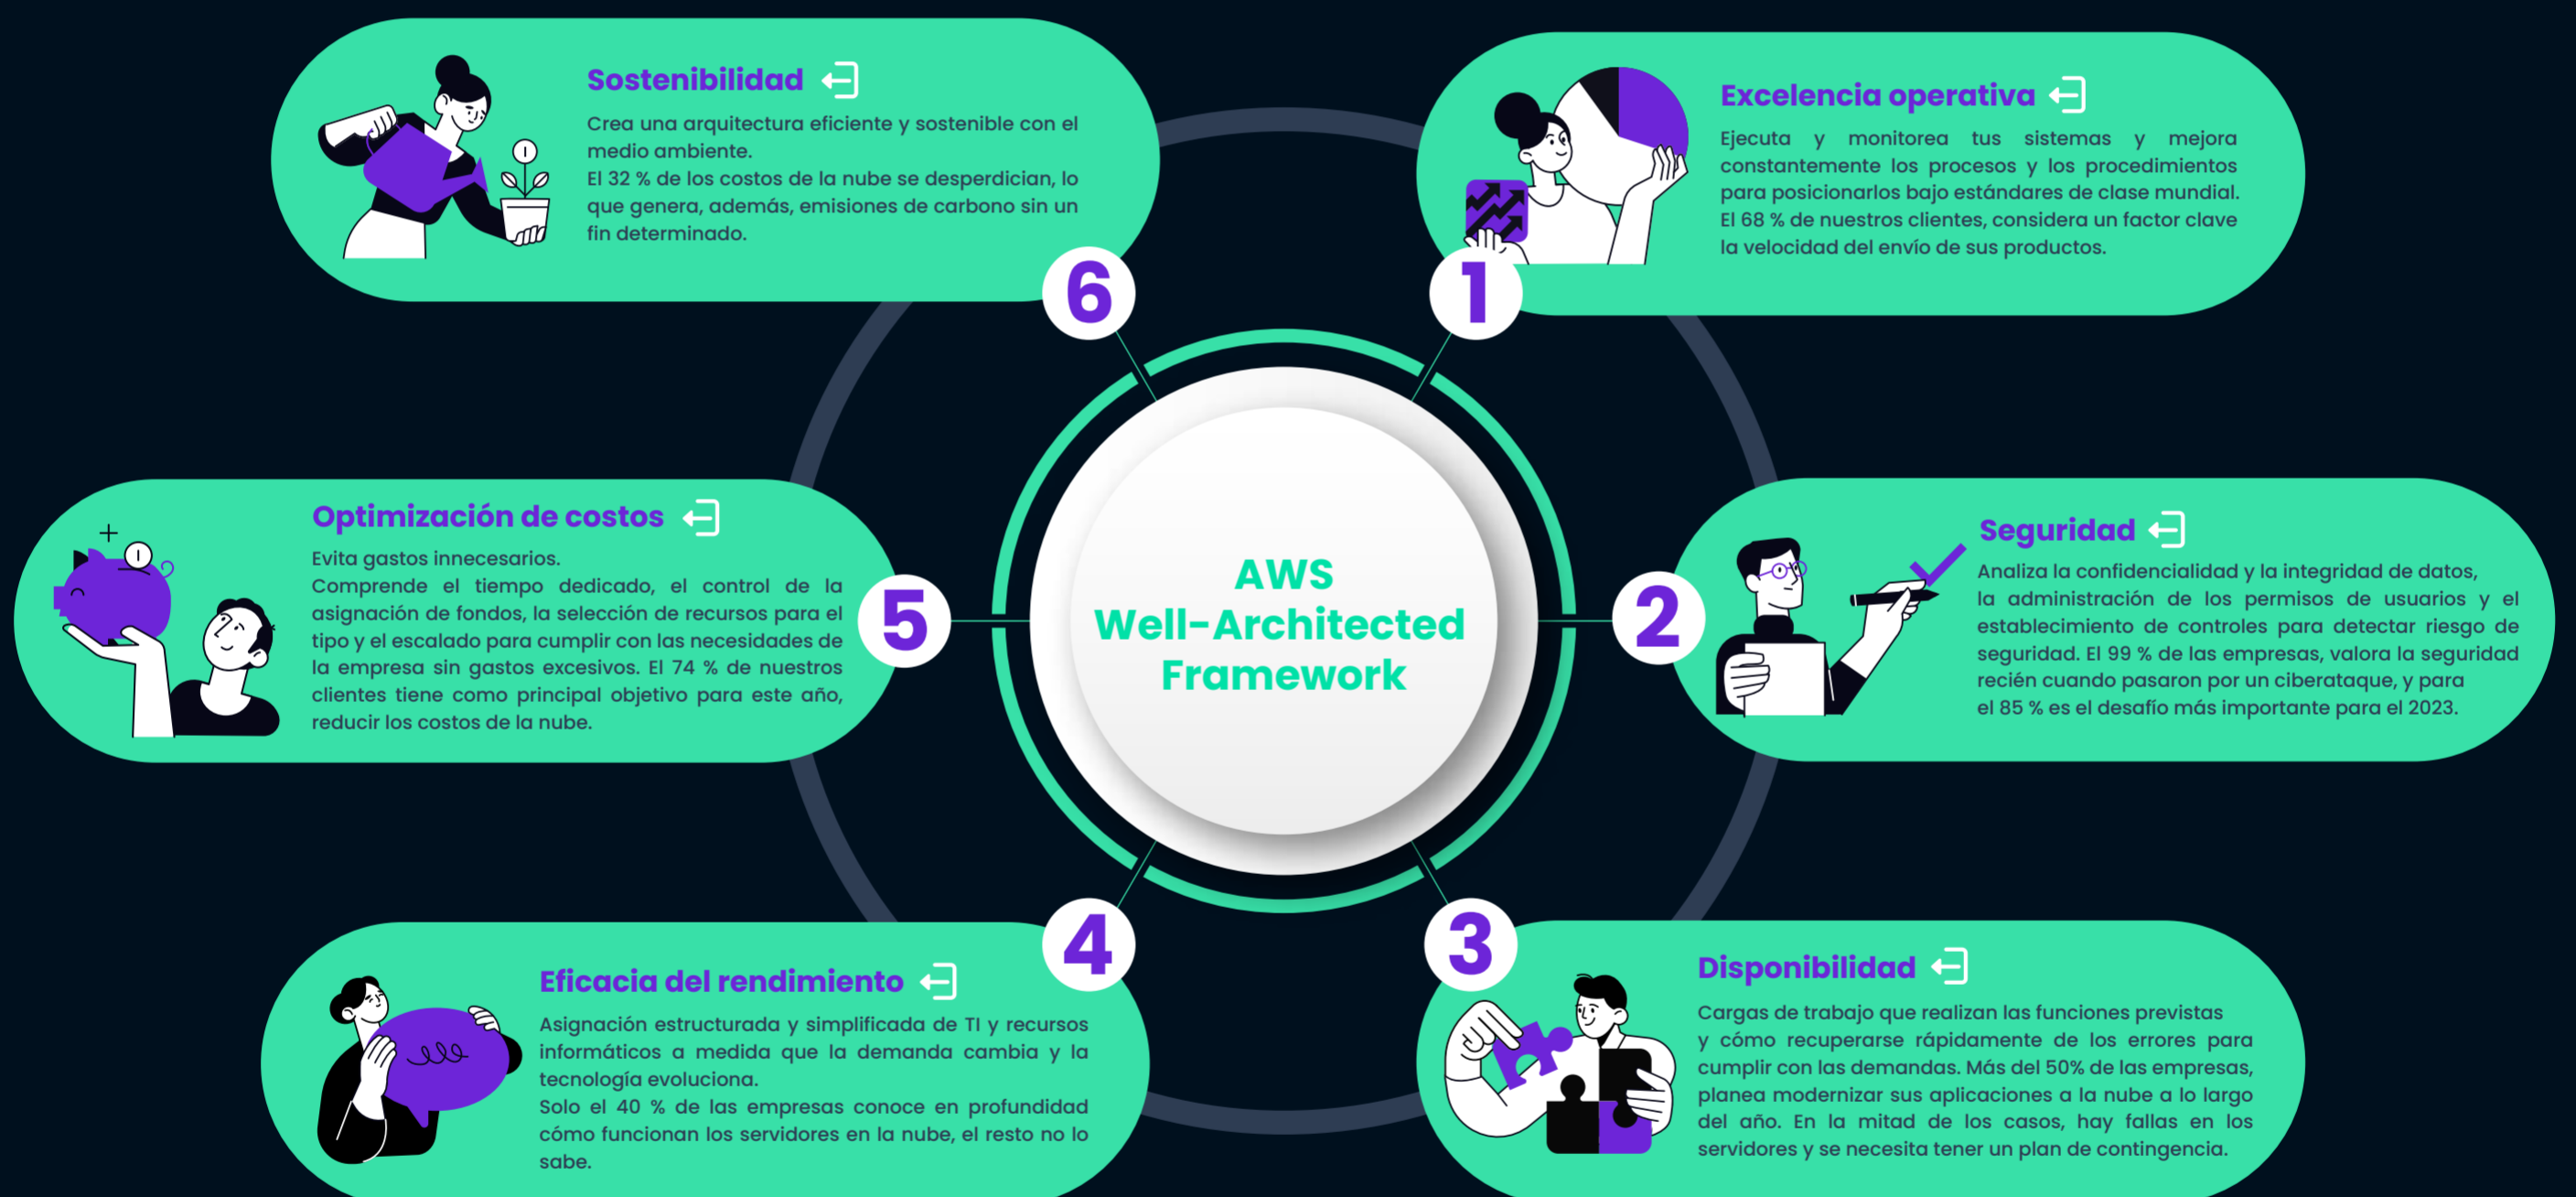 AWS
Well-Architected
Framework
1
Excelencia operativa
Ejecuta y monitorea tus sistemas y mejora
constantemente los procesos y los procedimientos
para posicionarlos bajo estándares de clase mundial.
El 68 % de nuestros clientes, considera un factor clave
la velocidad del envío de sus productos.
2
Seguridad
Analiza la confidencialidad y la integridad de datos,
la administración de los permisos de usuarios y el
establecimiento de controles para detectar riesgo de
seguridad. El 99 % de las empresas, valora la seguridad
recién cuando pasaron por un ciberataque, y para
el 85 % es el desafío más importante para el 2023.
3
Disponibilidad
Cargas de trabajo que realizan las funciones previstas
y cómo recuperarse rápidamente de los errores para
cumplir con las demandas. Más del 50% de las empresas,
planea modernizar sus aplicaciones a la nube a lo largo
del año. En la mitad de los casos, hay fallas en los
servidores y se necesita tener un plan de contingencia.
4
Eficacia del rendimiento
Asignación estructurada y simplificada de TI y recursos
informáticos a medida que la demanda cambia y la
tecnología evoluciona.
Solo el 40 % de las empresas conoce en profundidad
cómo funcionan los servidores en la nube, el resto no lo
sabe.
5
Optimización de costos
Evita gastos innecesarios.
Comprende el tiempo dedicado, el control de la
asignación de fondos, la selección de recursos para el
tipo y el escalado para cumplir con las necesidades de
la empresa sin gastos excesivos. El 74 % de nuestros
clientes tiene como principal objetivo para este año,
reducir los costos de la nube.
6
Sostenibilidad
Crea una arquitectura eficiente y sostenible con el
medio ambiente.
El 32 % de los costos de la nube se desperdician, lo
que genera, además, emisiones de carbono sin un
fin determinado.